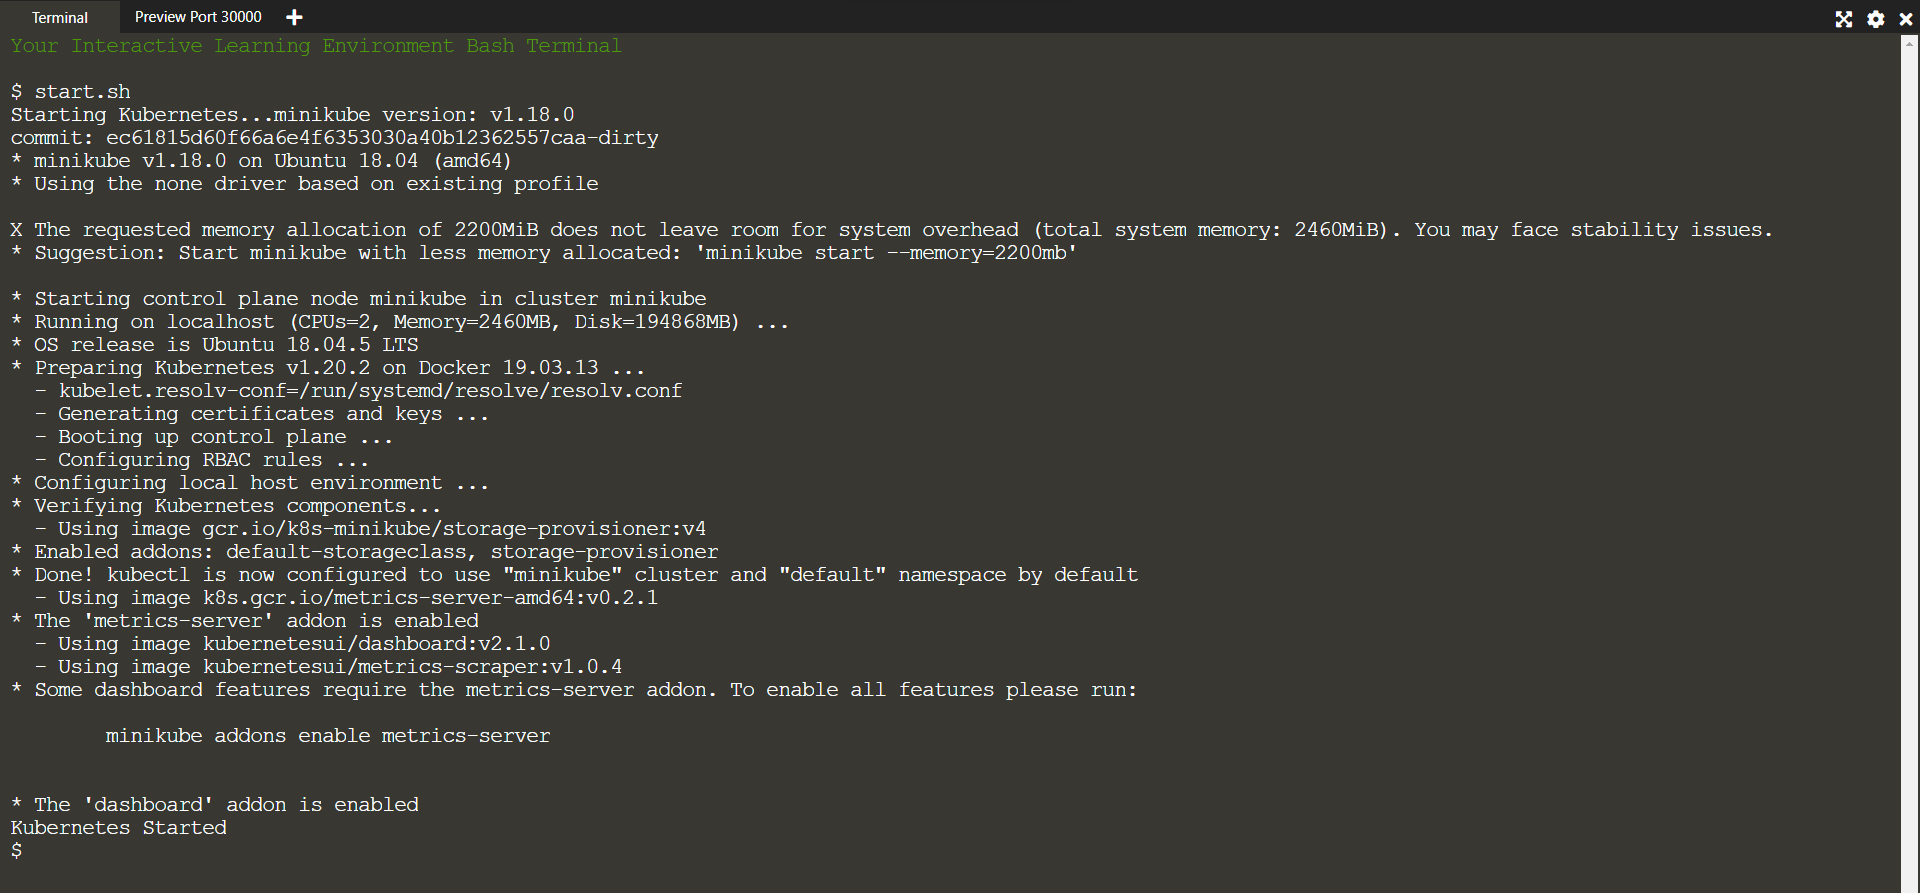 Terminal Preview Port 30000
Your Interactive Learning Environment Bash Terminal
$ start.sh
Starting Kubernetes...minikube version: v1.18.0
commit: ec61815d60f66a6e4f6353030a40b12362557caa-dirty
* minikube v1.18.0 on Ubuntu 18.04 (amd64)
* Using the none driver based on existing profile
X The requested memory allocation of 2200MiB does not leave room for system overhead (total system memory: 2460MiB). You may face stability issues.
* Suggestion: Start minikube with less memory allocated: 'minikube start --memory=2200mb'
* Starting control plane node minikube in cluster minikube
* Running on localhost (CPUs=2, Memory=2460MB, Disk=194868MB) ...
* OS release is Ubuntu 18.04.5 LTS
* Preparing Kubernetes v1.20.2 on Docker 19.03.13 ...
  - kubelet.resolv-conf=/run/systemd/resolve/resolv.conf
  - Generating certificates and keys ...
  - Booting up control plane ...
  - Configuring RBAC rules ...
* Configuring local host environment ...
* Verifying Kubernetes components...
  - Using image gcr.io/k8s-minikube/storage-provisioner:v4
* Enabled addons: default-storageclass, storage-provisioner
* Done! kubectl is now configured to use "minikube" cluster and "default" namespace by default
  - Using image k8s.gcr.io/metrics-server-amd64:v0.2.1
* The 'metrics-server' addon is enabled
  - Using image kubernetesui/dashboard:v2.1.0
  - Using image kubernetesui/metrics-scraper:v1.0.4
* Some dashboard features require the metrics-server addon. To enable all features please run:
        minikube addons enable metrics-server
* The 'dashboard' addon is enabled
Kubernetes Started
$